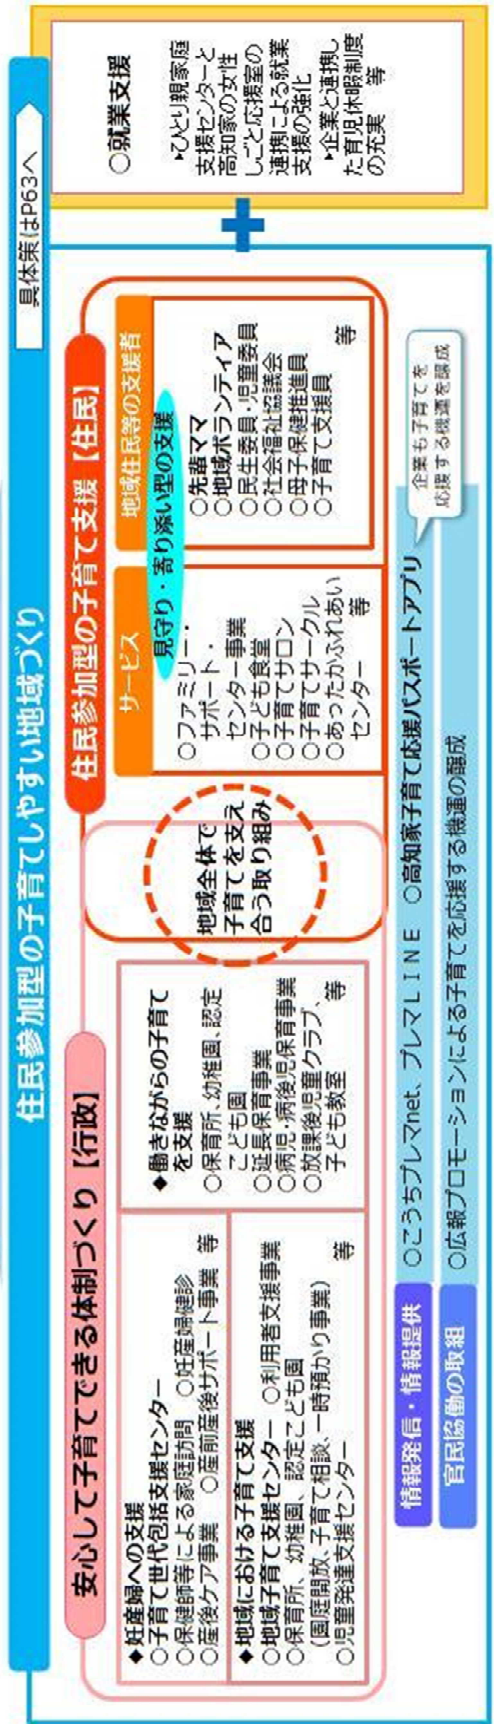 住民参加型の子育てしやすい地域づくり
具体策はP63へ
安心して子育てできる体制づくり【行政】
◆妊産婦への支援
○子育て世代包括支援センター
○保健師等による家庭訪問　○妊産婦健診
○産後ケア事業　○産前産後サポート事業　等
◆地域における子育て支援
○地域子育て支援センター　○利用者支援事業
○保育所、幼稚園、認定こども園
（園庭開放、子育て相談、一時預かり事業）
○児童発達支援センター　等
◆働きながらの子育て
を支援
○保育所、幼稚園、認定
こども園
○延長保育事業
○病児・病後児保育事業
○放課後児童クラブ、
子ども教室　等
地域全体で
子育てを支え
合う取り組み
住民参加型の子育て支援【住民】
サービス
地域住民等の支援者
見守り・寄り添い型の支援
○ファミリー・
サポート・
センター事業
○子ども食堂
○子育てサロン
○子育てサークル
○あったかふれあい
センター　等
○先輩ママ
○地域ボランティア
○民生委員・児童委員
○社会福祉協議会
○母子保健推進員
○子育て支援員
等
情報発信・情報提供
○こうちプレマnet、プレマＬＩＮＥ　○高知家子育て応援パスポートアプリ
官民協働の取組
○広報プロモーションによる子育てを応援する機運の醸成
企業も子育てを
応援する機運を醸成
+
○就業支援
▸ひとり親家庭
支援センターと
高知家の女性
しごと応援室の
連携による就業
支援の強化
▸企業と連携し
た育児休暇制度
の充実　等